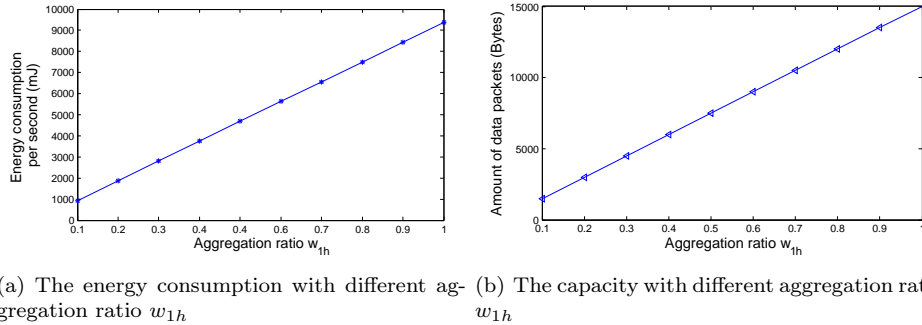 10000
9000
8000
7000
6000
5000
4000
3000
2000
1000
0
Energy consumption
per second (mJ)
0.1 0.2 0.3 0.4 0.4 0.6 0.7 0.8 0.9 1
Aggregation ratio w1h
15000
10000
5000
0
Amount of data packets (Bytes)
0.1 0.2 0.3 0.4 0.5 0.6 0.7 0.8 0.9 1
Aggregation ratio w1h
(a) The energy consumption with different ag-
gregation ratio w1h
(b) The capacity with different aggregation rat
w1h